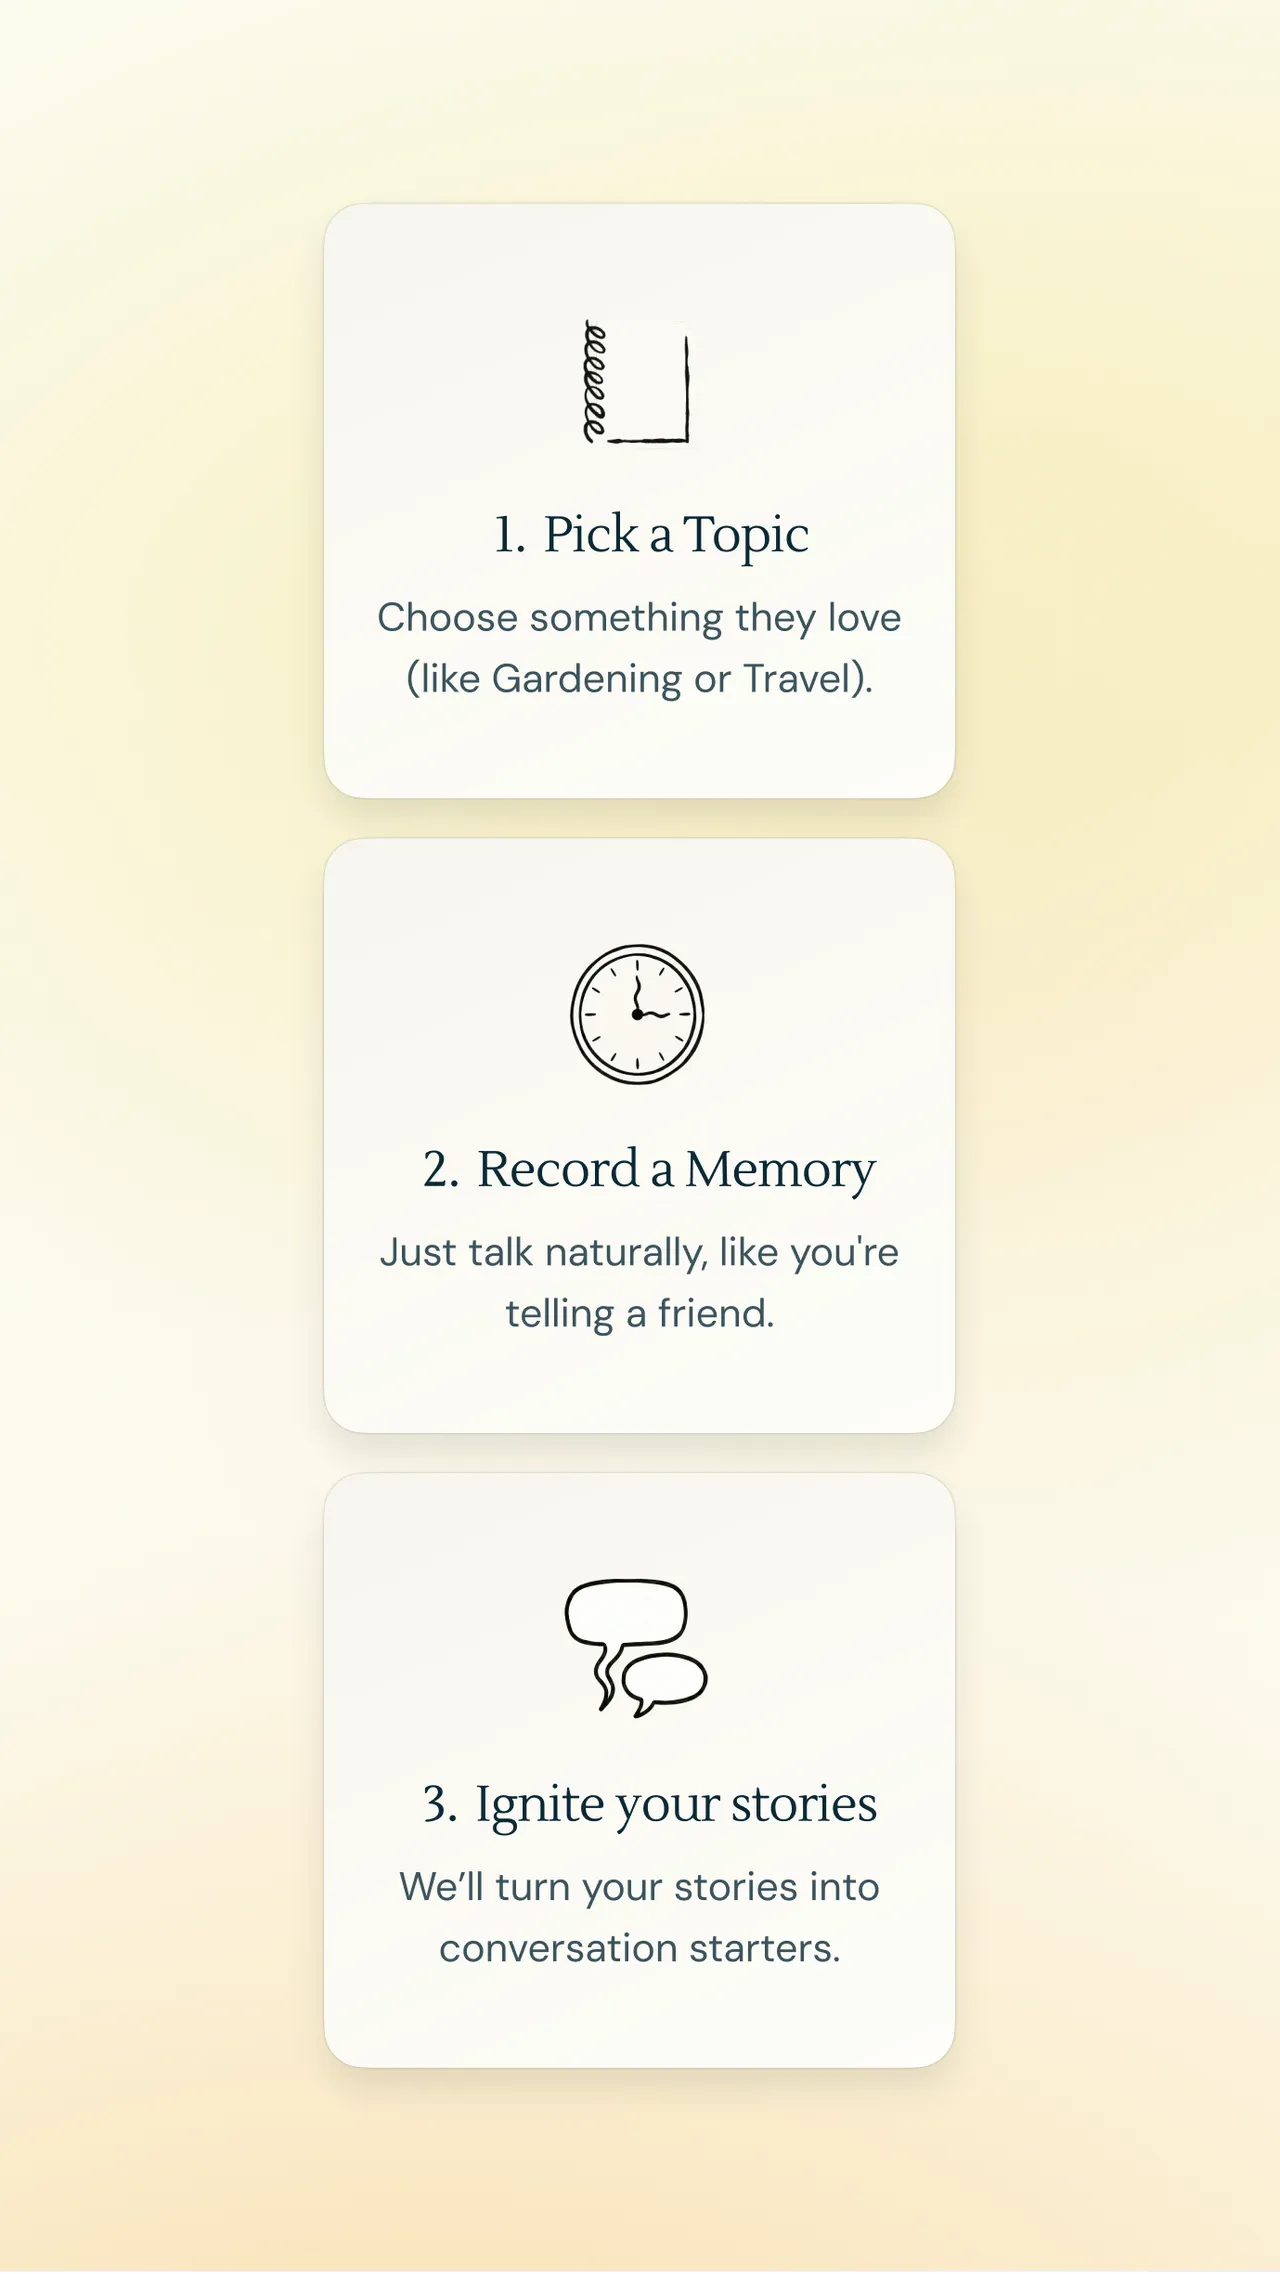 1. Pick a Topic
Choose something they love
(like Gardening or Travel).
2. Record a Memory
Just talk naturally, like you're
telling a friend.
3. Ignite your stories
We’ll turn your stories into
conversation starters.